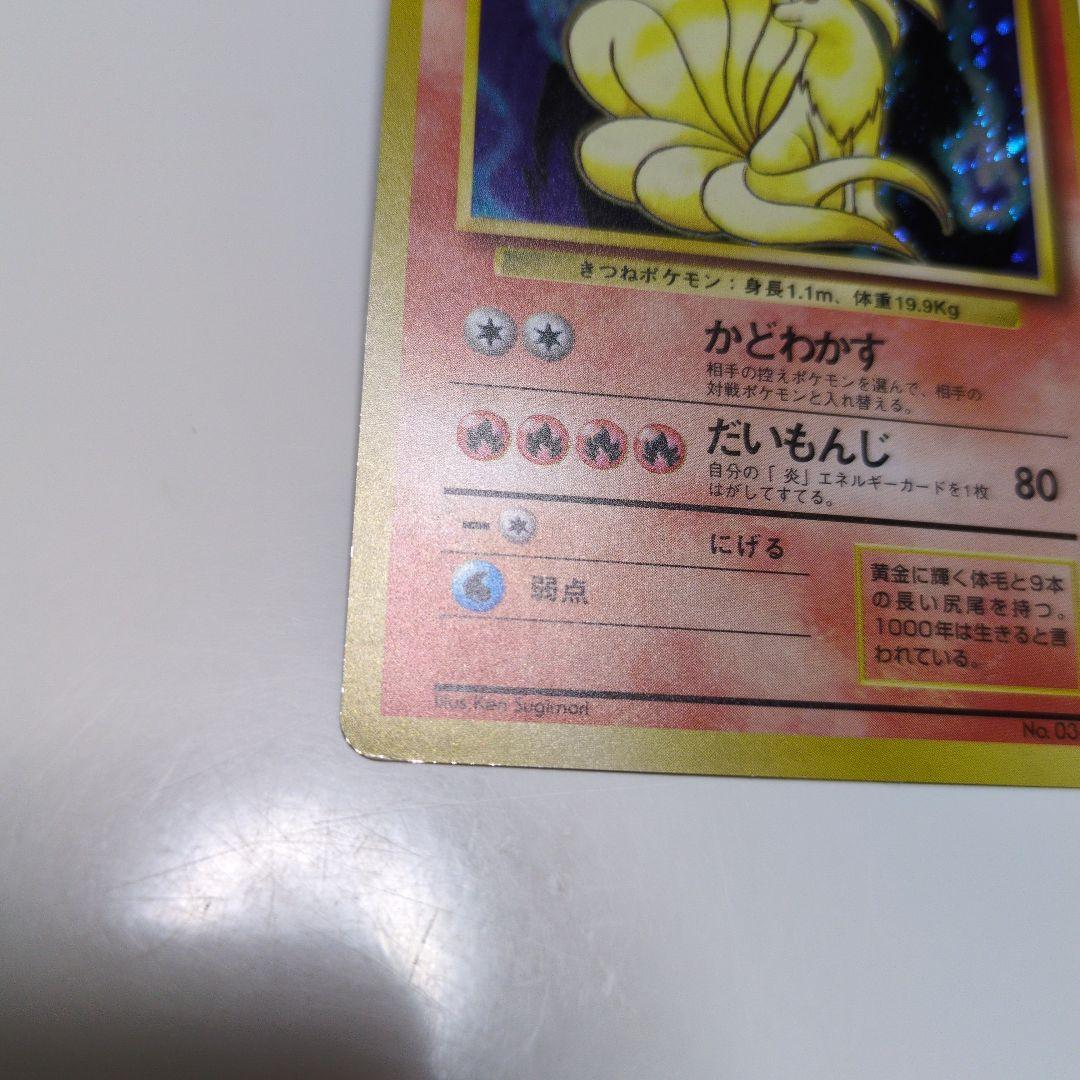 きつねポケモン：身長1.1m、体重19.9Kg
かどわかす
相手の控えポケモンを選んで、相手の
対戦ポケモンと入れ替える。
だいもんじ
80
自分の「炎」エネルギーカードを1枚
はがしてすてる。
にげる
弱点
黄金に輝く体毛と9本
の長い尻尾を持つ。
1000年は生きると言
われている。
Illus. Ken Sugimori
No. 03